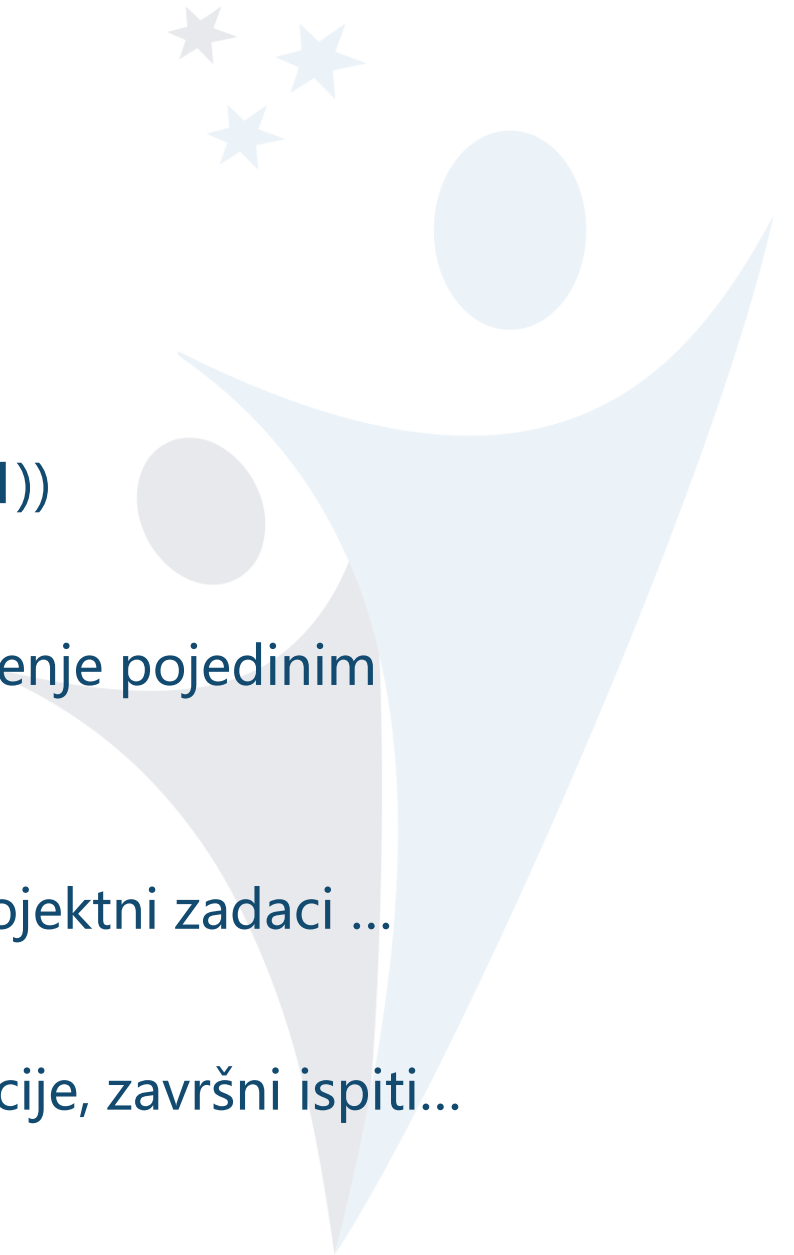 ))
enje pojedinim
ojektni zadaci ...
cije, završni ispiti...